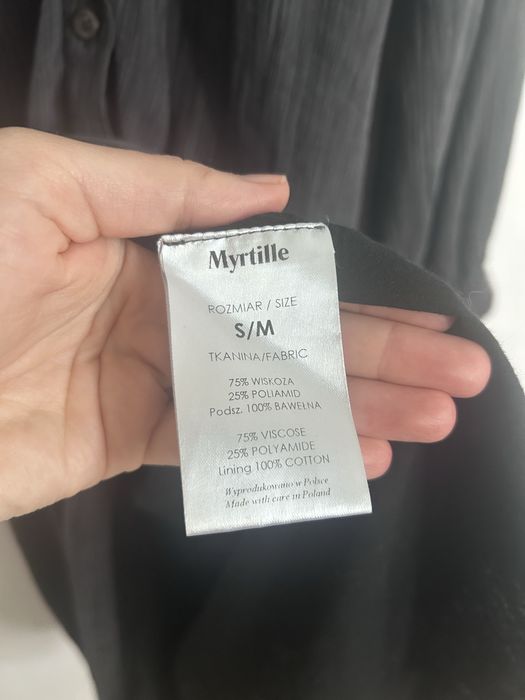 Myrtille
ROZMIAR / SIZE
S/M
TKANINA/FABRIC
75% WISKOZA
25% POLIAMID
Podsz. 100% BAWEŁNA
75% VISCOSE
25% POLYAMIDE
Lining 100% COTTON
Wyprodukowano w Polsce
Made with care in Poland